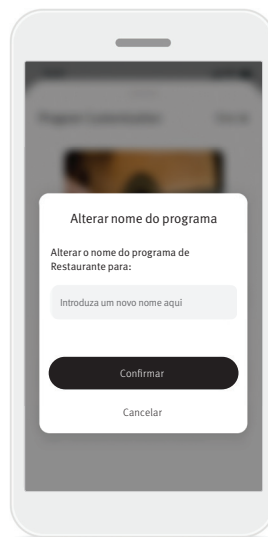 Alterar nome do programa
Alterar o nome do programa de
Restaurante para:
Introduza um novo nome aqui
Confirmar
Cancelar